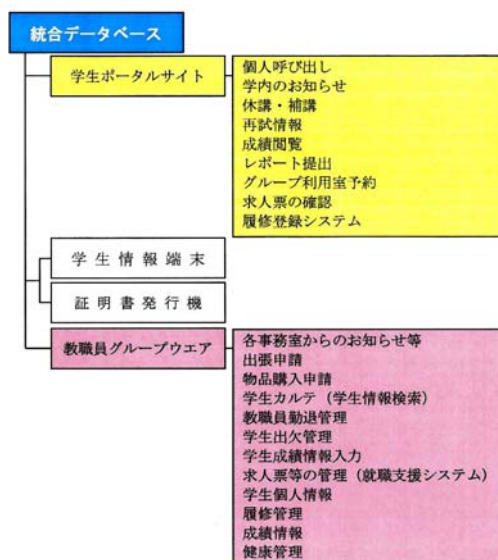 統合データベース
学生ポータルサイト
個人呼び出し
学内のお知らせ
休講・補講
再試情報
成績閲覧
レポート提出
グループ利用室予約
求人票の確認
履修登録システム
学生情報端末
証明書発行機
教職員グループウエア
各事務室からのお知らせ等
出張申請
物品購入申請
学生カルテ（学生情報検索）
教職員勤退管理
学生出欠管理
学生成績情報入力
求人票等の管理（就職支援システム）
学生個人情報
履修管理
成績情報
健康管理